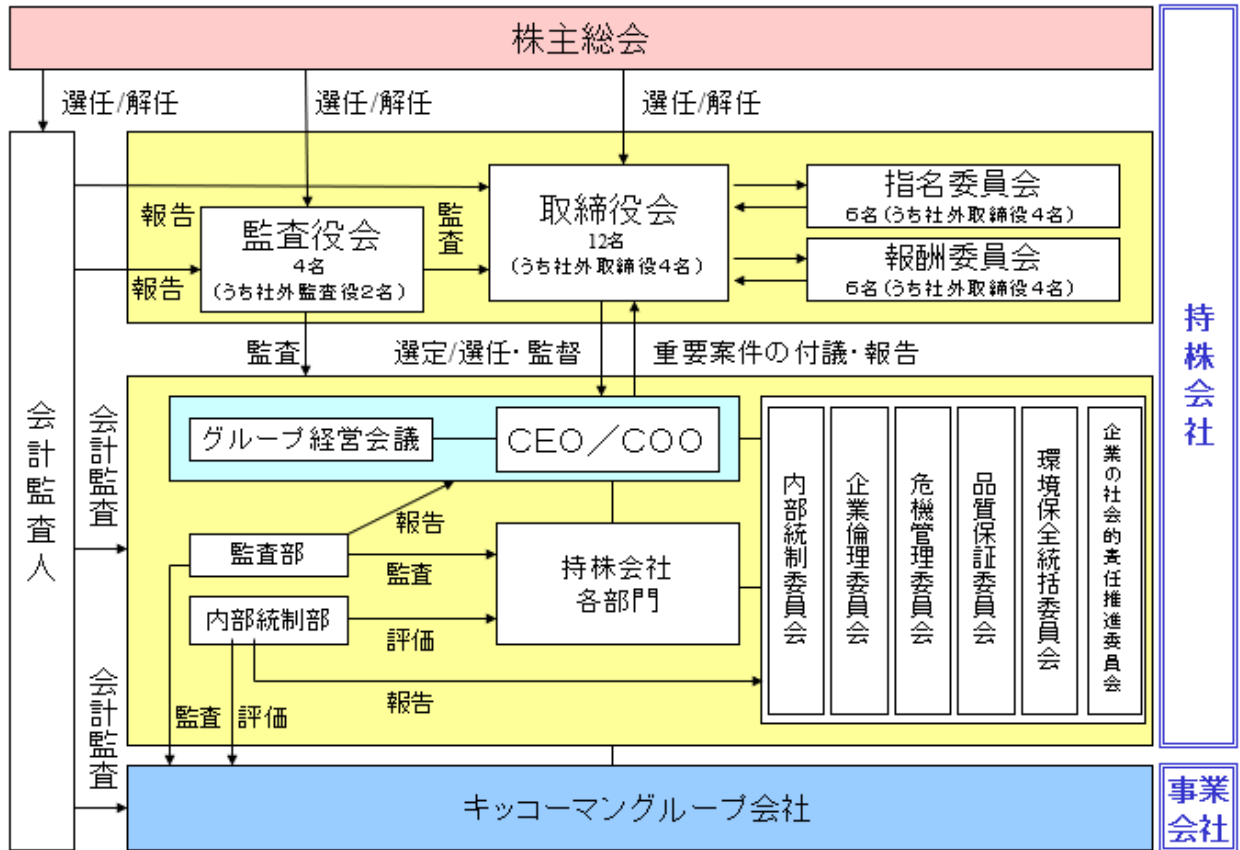 株主総会
選任/解任
選任/解任
選任/解任
取締役会
12名
(うち社外取締役4名)
指名委員会
6名(うち社外取締役4名)
報酬委員会
6名(うち社外取締役4名)
報告
監査役会
4名
(うち社外監査役2名)
監査
報告
監査
選定/選任・監督
重要案件の付議・報告
会計監査人
会計監査
グループ経営会議
CEO/COO
報告
監査部
監査
持株会社
各部門
内部統制部
評価
報告
監査
評価
内部統制委員会
企業倫理委員会
危機管理委員会
品質保証委員会
環境保全統括委員会
企業の社会的責任推進委員会
会計監査
キッコーマングループ会社
持株会社
事業
会社